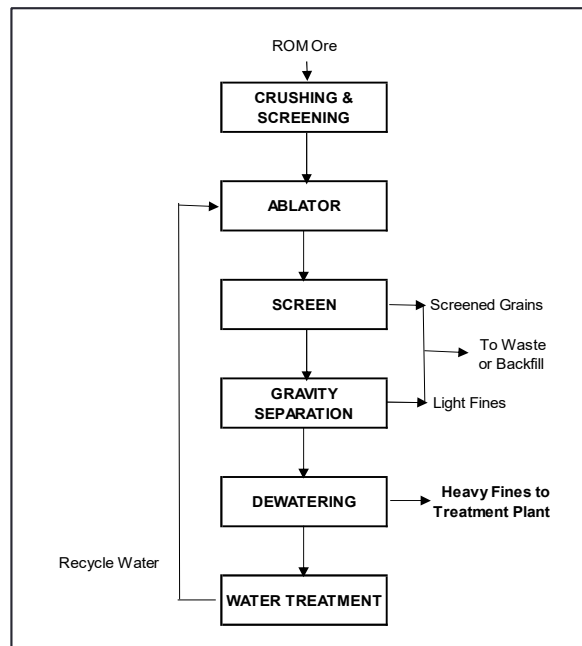 ROM Ore
CRUSHING &
SCREENING
ABLATOR
SCREEN
Screened Grains
To Waste
or Backfill
GRAVITY
SEPARATION
Light Fines
DEWATERING
Heavy Fines to
Treatment Plant
Recycle Water
WATER TREATMENT